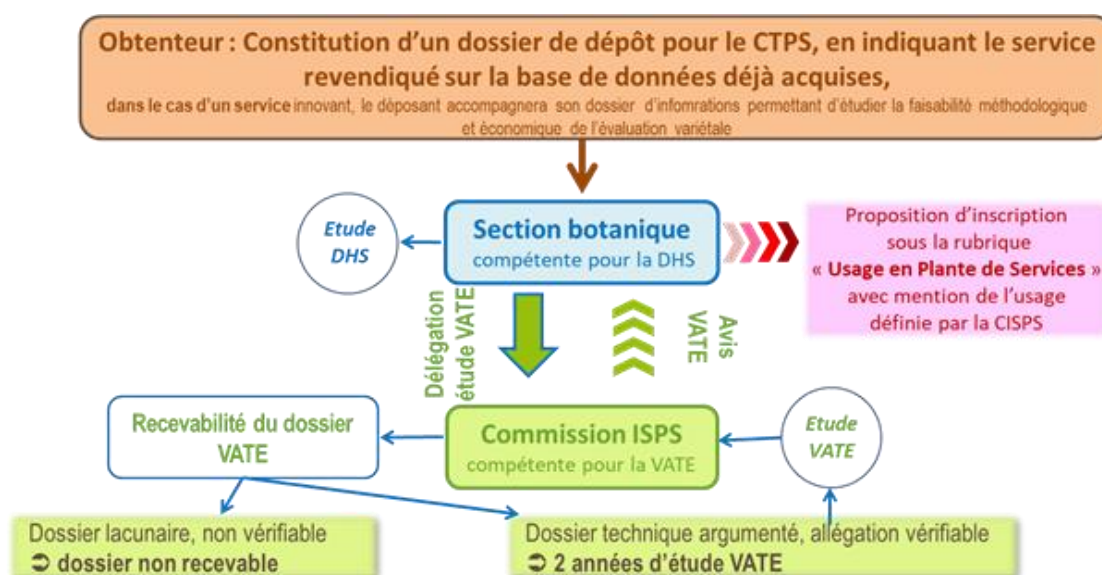 Obtenteur : Constitution d'un dossier de dépôt pour le CTPS, en indiquant le service
revendiqué sur la base de données déjà acquises,
dans le cas d'un service innovant, le déposant accompagnera son dossier d'infomrations permettant d'étudier la faisabilité méthodologique
et économique de l'évaluation variétale
Etude
DHS
Section botanique
compétente pour la DHS
Proposition d'inscription
sous la rubrique
« Usage en Plante de Services »
avec mention de l'usage
définie par la CISPS
Délégation
étude VATE
Avis
VATE
Recevabilité du dossier
VATE
Commission ISPS
compétente pour la VATE
Etude
VATE
Dossier lacunaire, non vérifiable
➲ dossier non recevable
Dossier technique argumenté, allégation vérifiable
➲ 2 années d'étude VATE